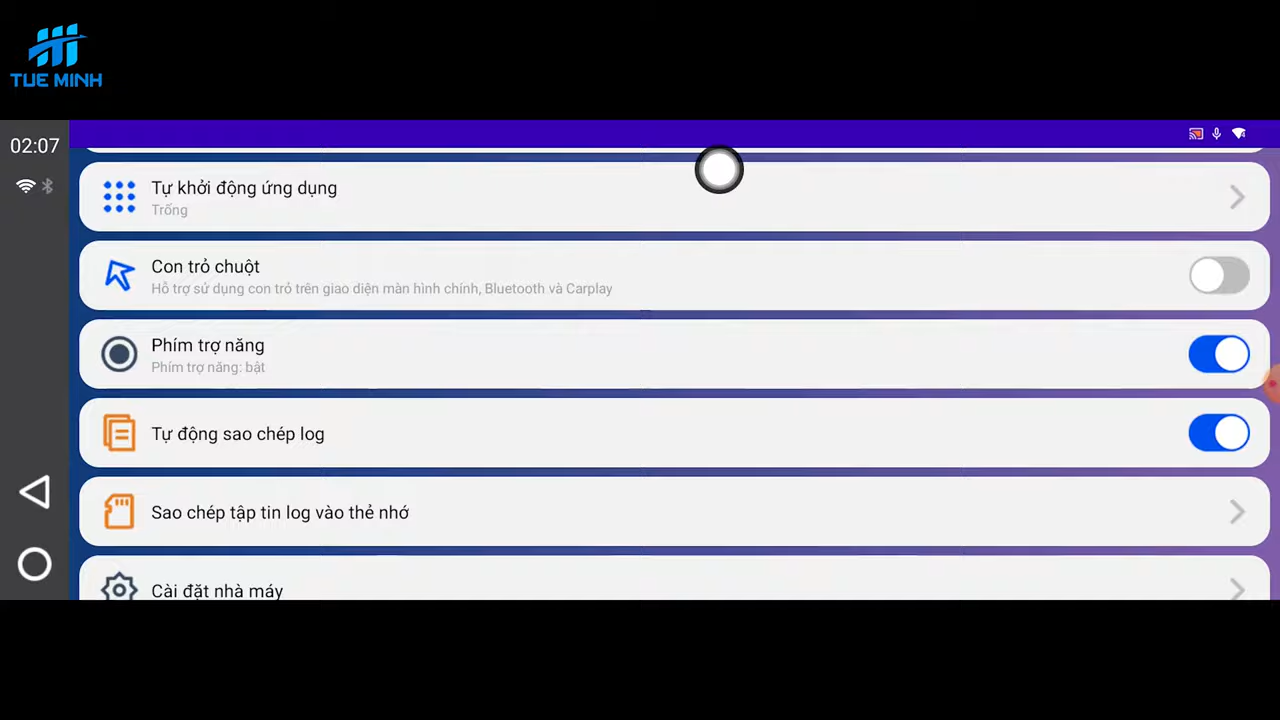 TUE MINH
02:07
Tự khởi động ứng dụng
Trống
Con trỏ chuột
Hỗ trợ sử dụng con trỏ trên giao diện màn hình chính, Bluetooth và Carplay
Phím trợ năng
Phím trợ năng: bật
Tự động sao chép log
Sao chép tập tin log vào thẻ nhớ
Cài đặt nhà máy